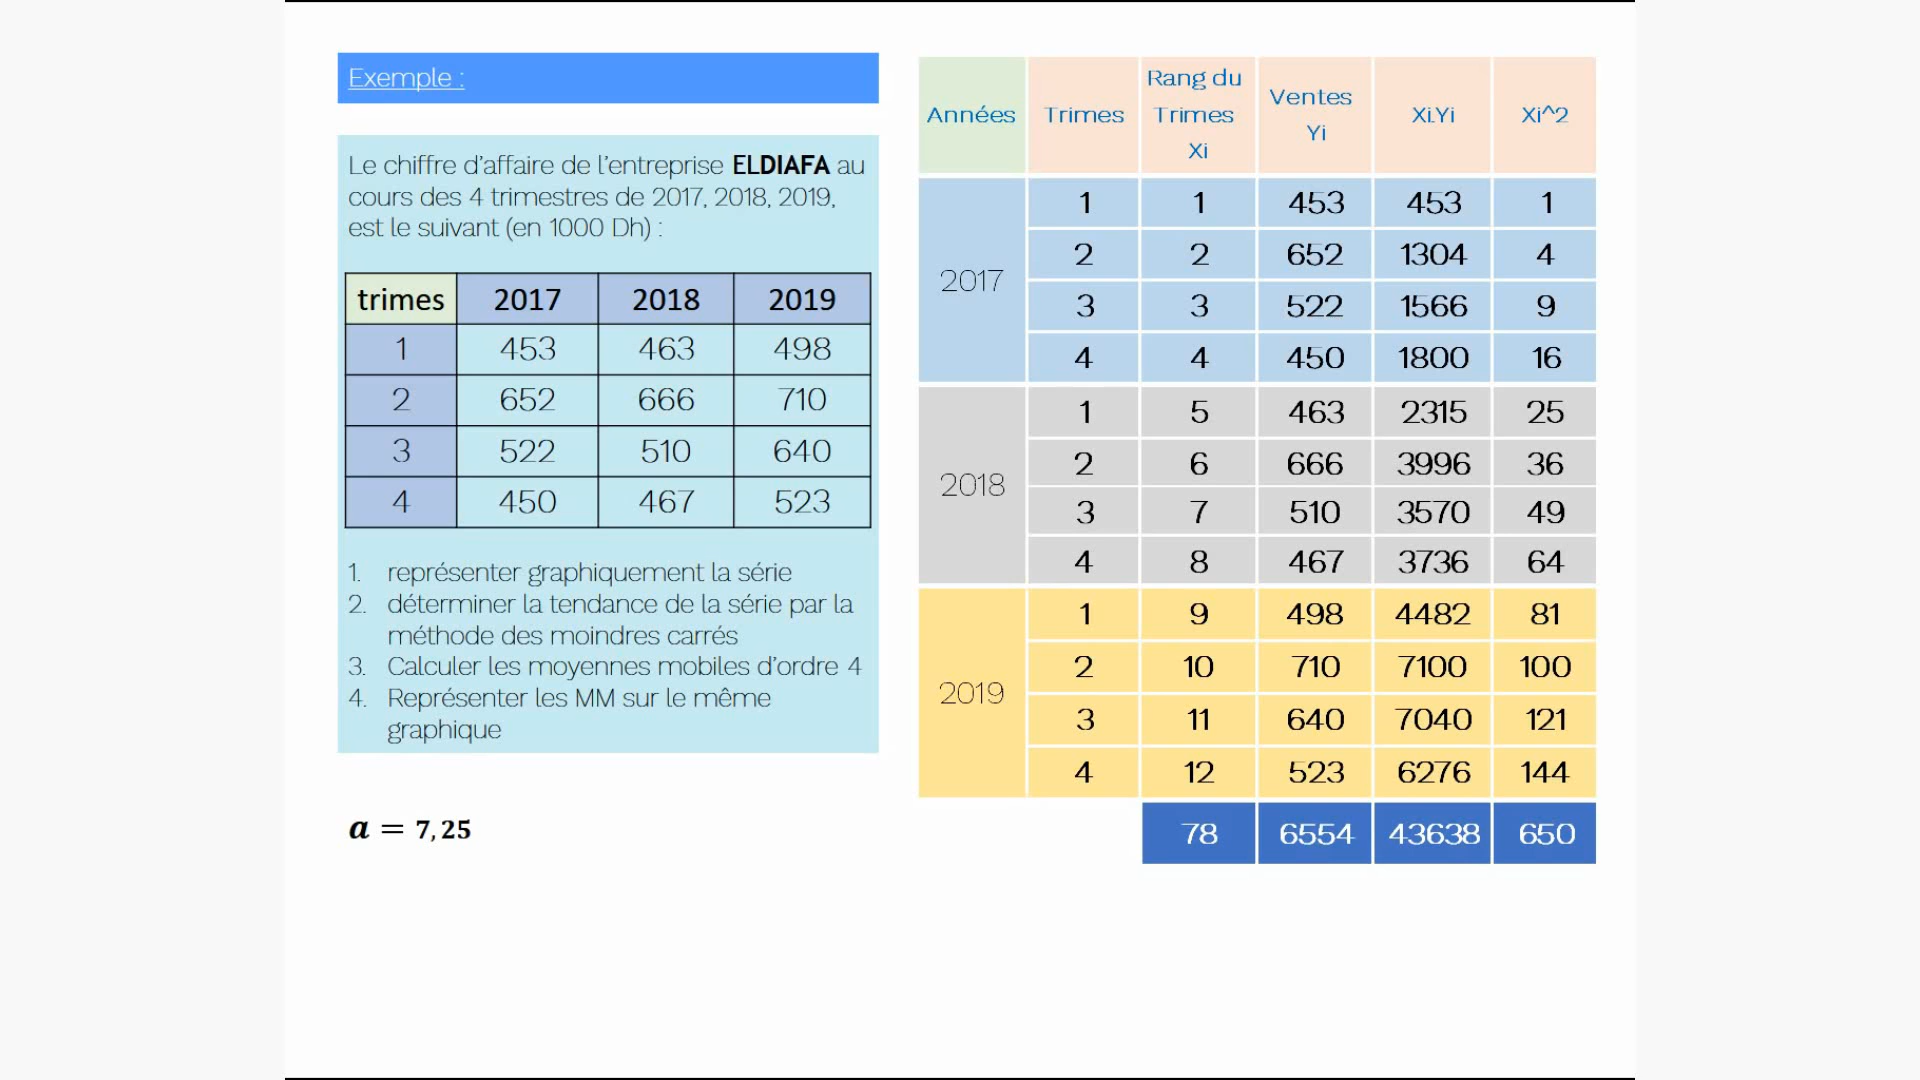 Exemple :
Le chiffre d'affaire de l'entreprise ELDIAFA au
cours des 4 trimestres de 2017, 2018, 2019,
est le suivant (en 1000 Dh) :
trimes 2017 2018 2019
1 453 463 498
2 652 666 710
3 522 510 640
4 450 467 523
1. représenter graphiquement la série
2. déterminer la tendance de la série par la
méthode des moindres carrés
3. Calculer les moyennes mobiles d'ordre 4
4. Représenter les MM sur le même
graphique
a = 7,25
Années Trimes Rang du Trimes Xi Ventes Yi Xi.Yi Xi^2
2017
1 1 453 453 1
2 2 652 1304 4
3 3 522 1566 9
4 4 450 1800 16
2018
1 5 463 2315 25
2 6 666 3996 36
3 7 510 3570 49
4 8 467 3736 64
2019
1 9 498 4482 81
2 10 710 7100 100
3 11 640 7040 121
4 12 523 6276 144
78 6554 43638 650